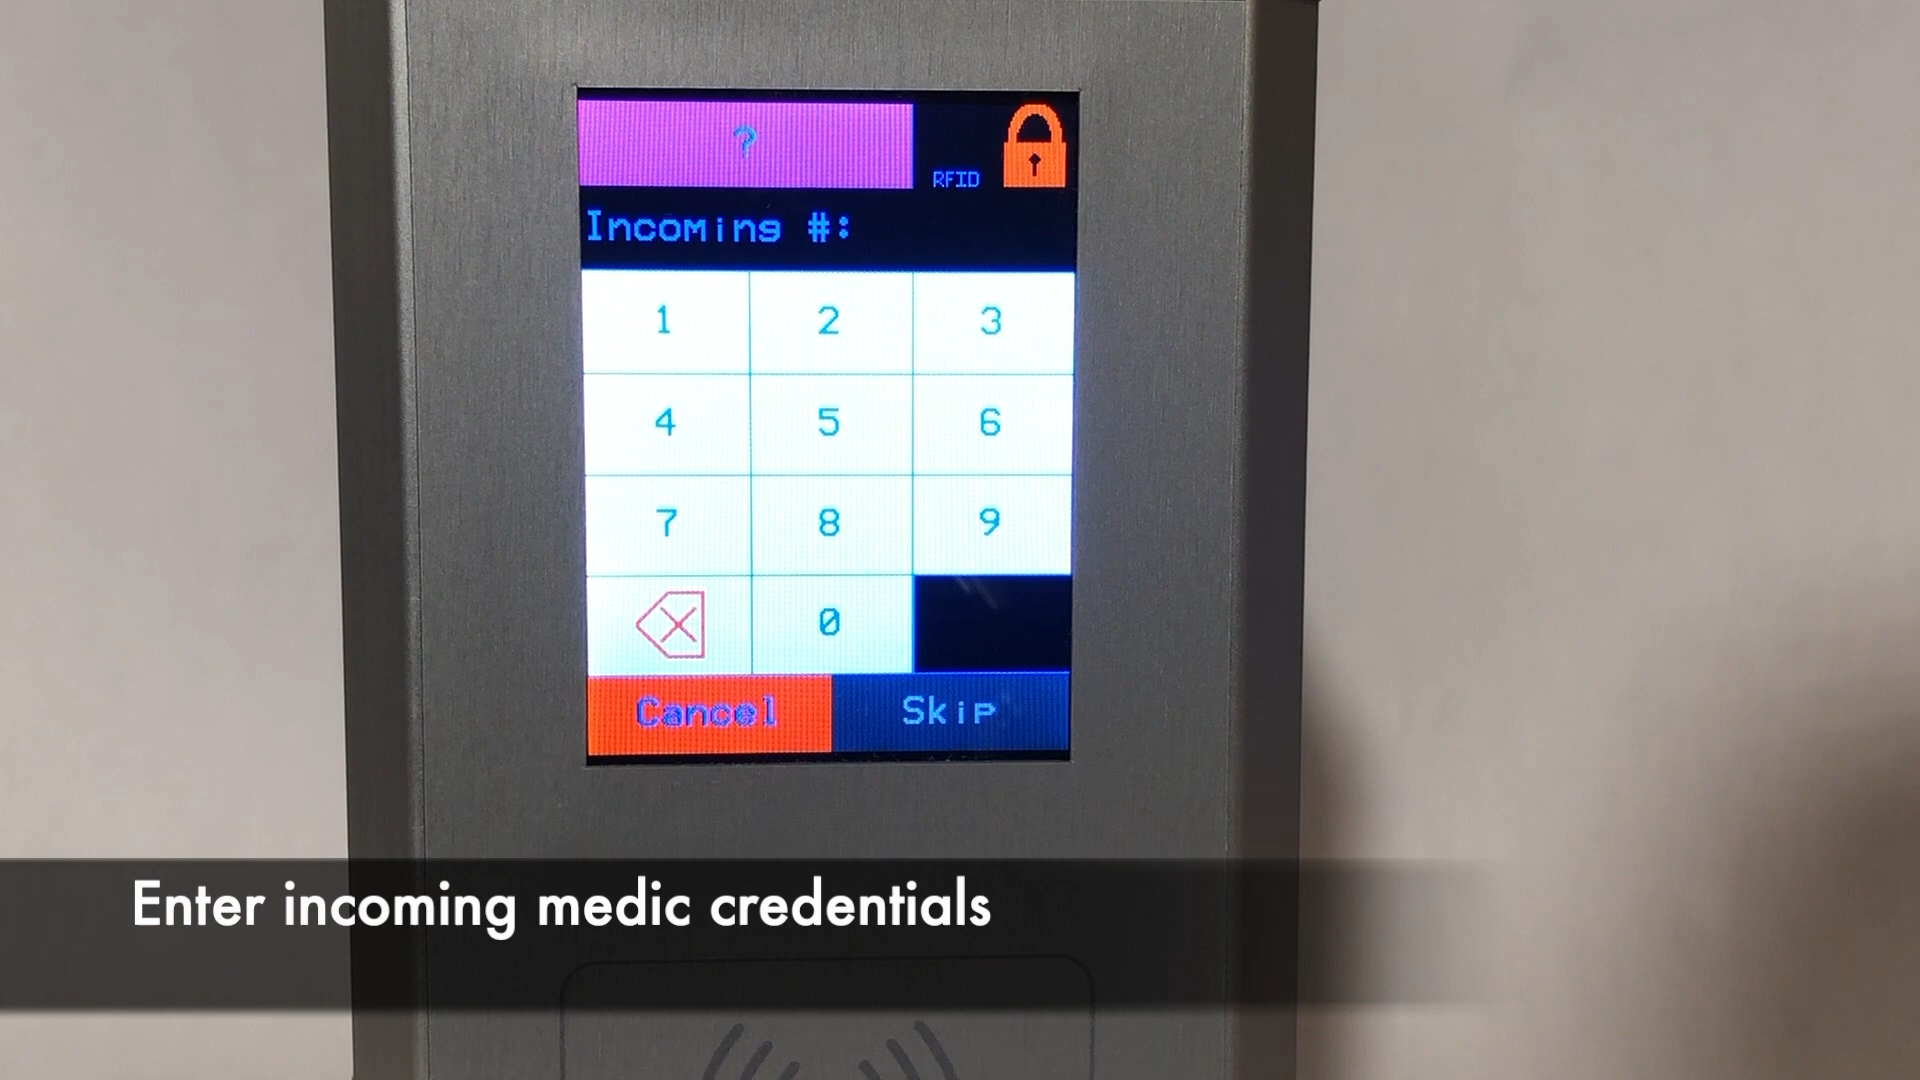 ?
RFID
Incoming #:
1 2 3
4 5 6
7 8 9
0
Cancel Skip
Enter incoming medic credentials